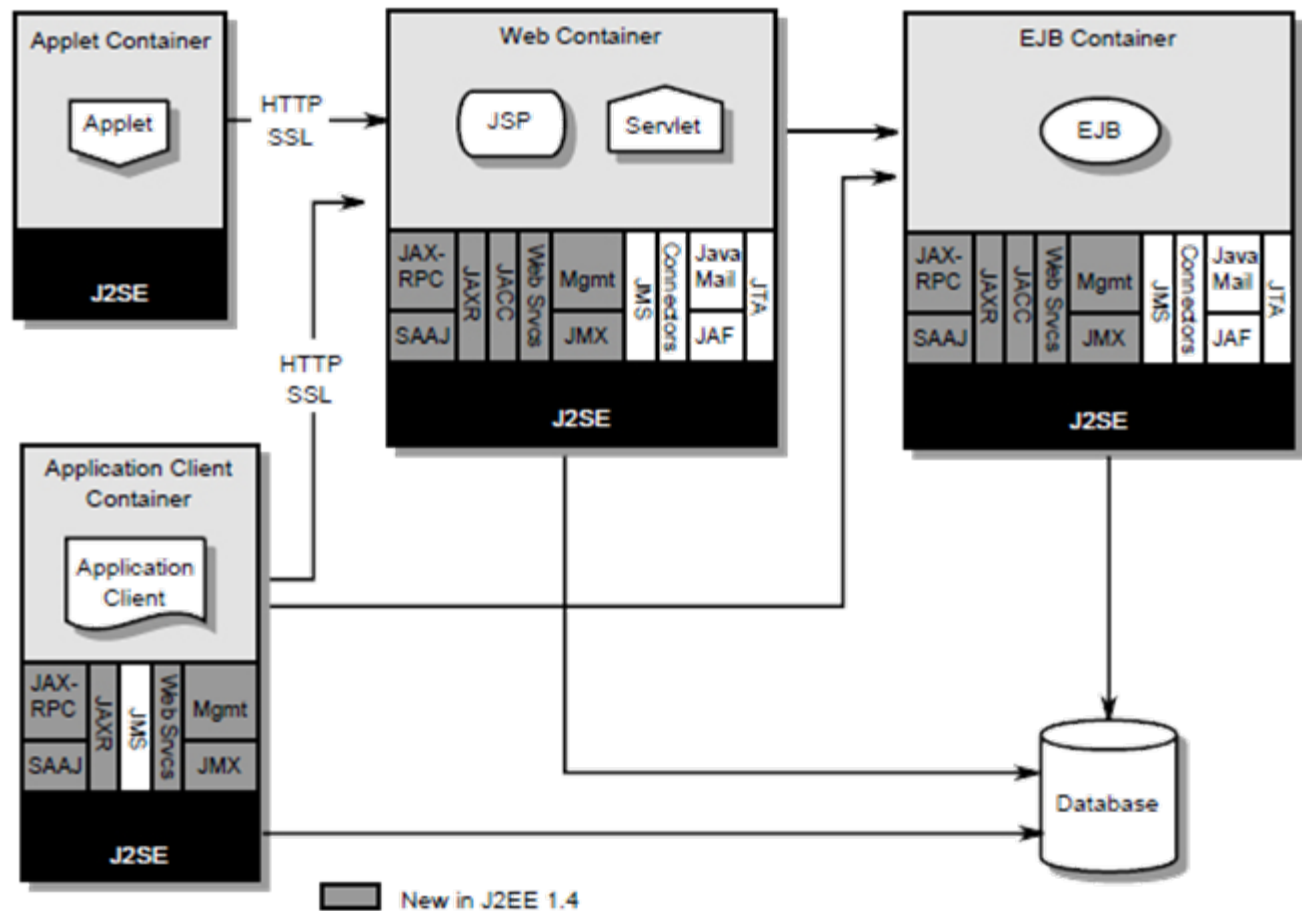 Applet Container
Applet
J2SE
HTTP
SSL
Web Container
JSP
Servlet
JAX-
RPC
SAAJ
JAXR
JACC
Web Srvcs
Mgmt
JMX
JMS
Connectors
Java
Mail
JAF
JTA
J2SE
EJB Container
EJB
JAX-
RPC
SAAJ
JAXR
JACC
Web Srvcs
Mgmt
JMX
JMS
Connectors
Java
Mail
JAF
JTA
J2SE
HTTP
SSL
Application Client
Container
Application
Client
JAX-
RPC
SAAJ
JAXR
JMS
Web Srvcs
Mgmt
JMX
J2SE
Database
New in J2EE 1.4